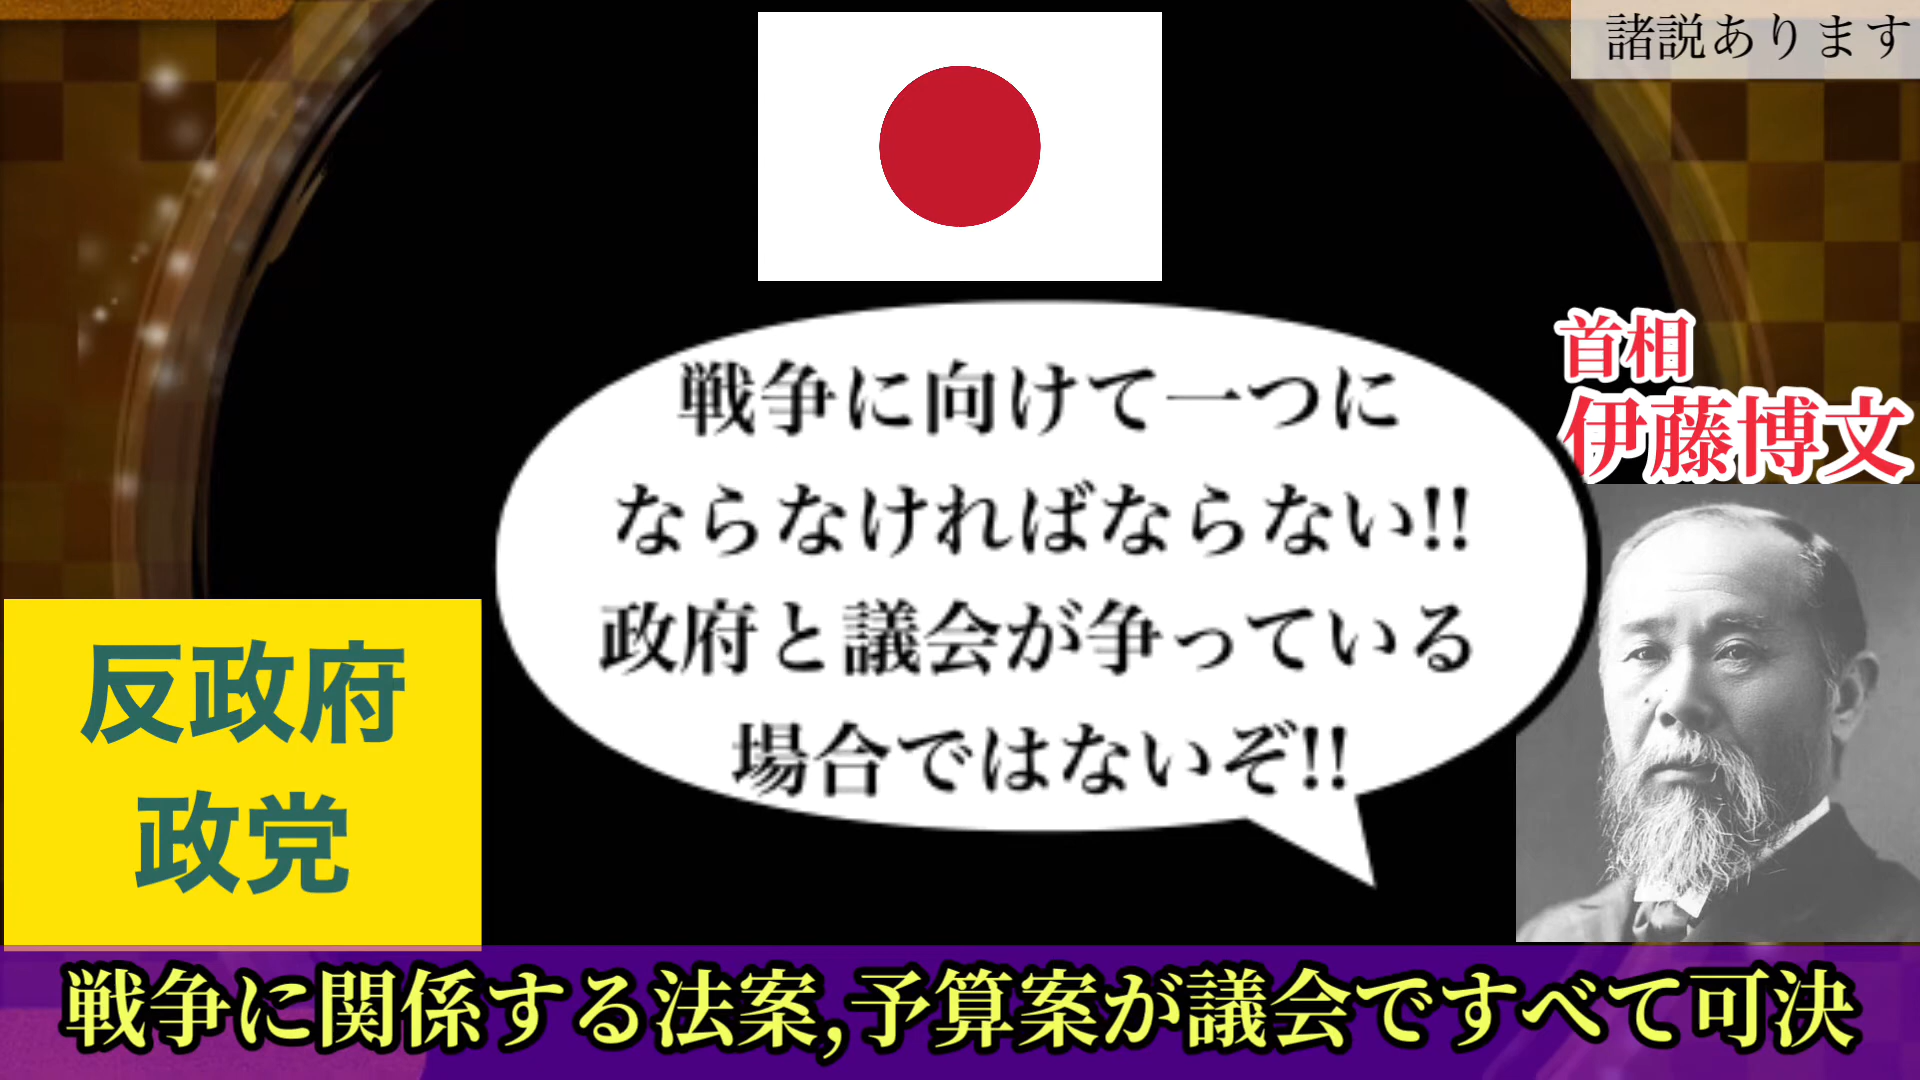 諸説あります
首相
伊藤博文
戦争に向けて一つに
ならなければならない!!
政府と議会が争っている
場合ではないぞ!!
反政府
政党
戦争に関係する法案,予算案が議会ですべて可決